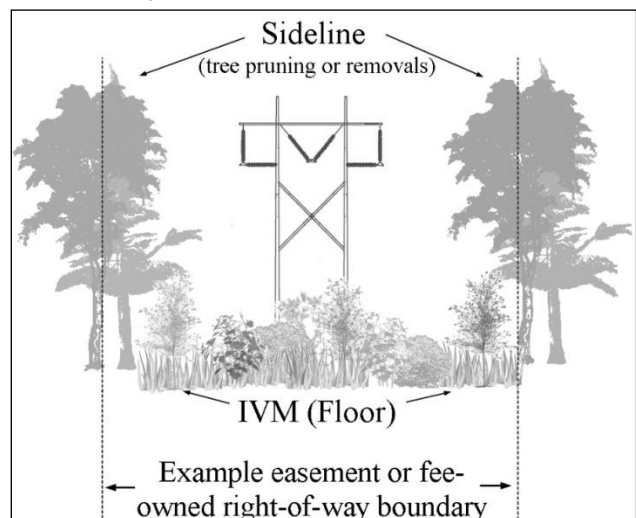 Sideline
(tree pruning or removals)
IVM (Floor)
Example easement or fee-
owned right-of-way boundary